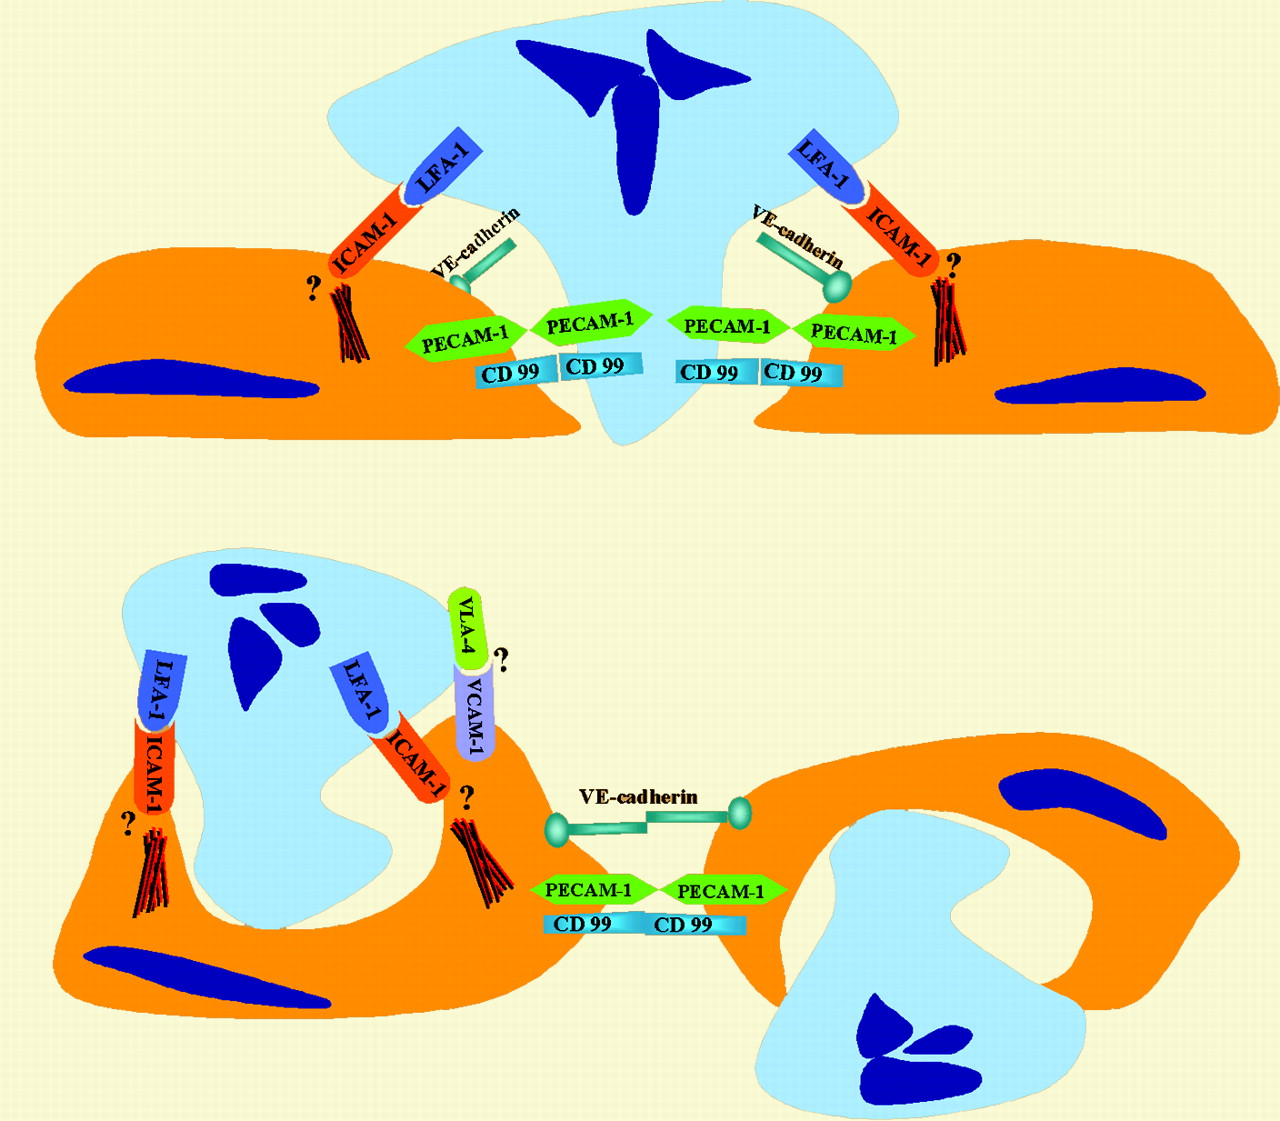 LFA-1
LFA-1
ICAM-1
VE-cadherin
VE-cadherin
ICAM-1
?
?
PECAM-1
PECAM-1
PECAM-1
PECAM-1
CD 99
CD 99
CD 99
CD 99
VLA-4
?
LFA-1
LFA-1
VCAM-1
ICAM-1
ICAM-1
?
?
VE-cadherin
PECAM-1
PECAM-1
CD 99
CD 99